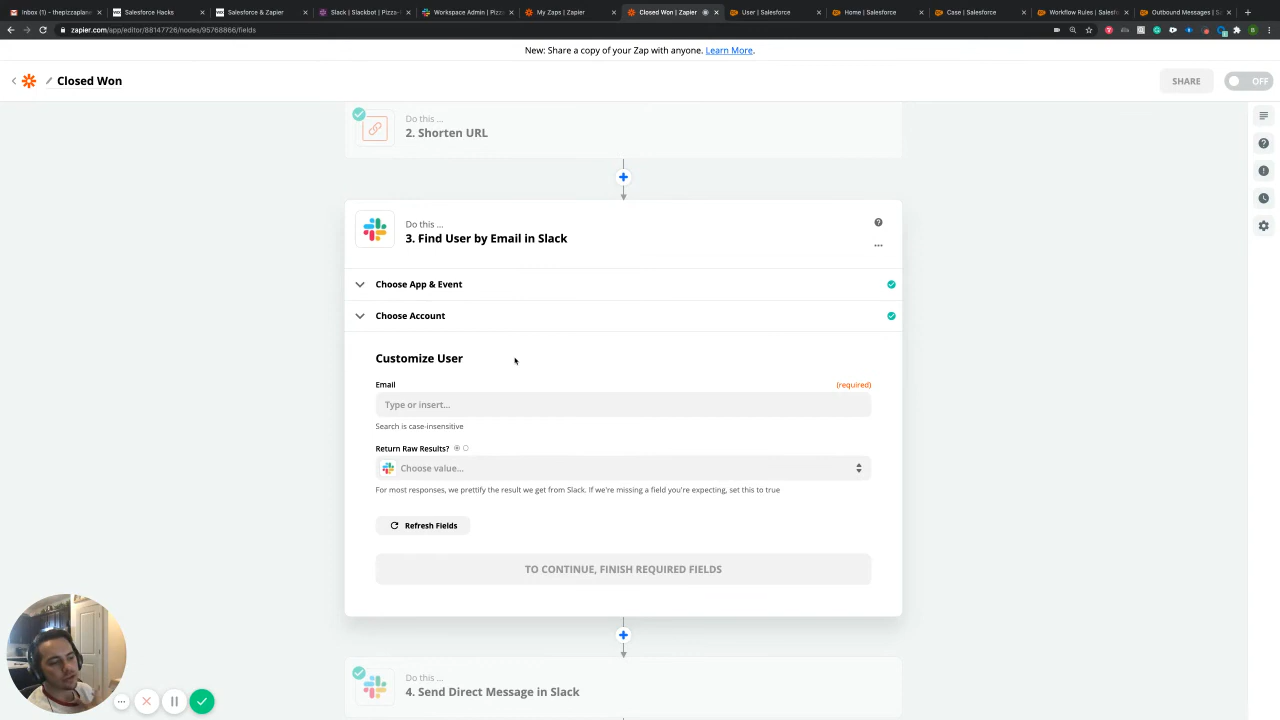 Inbox (1) – thepizzaplane
Salesforce Hacks
Salesforce & Zapier
Slack | Slackbot | Pizza-
Workspace Admin | Pizz
My Zaps | Zapier
Closed Won | Zapier
User | Salesforce
Home | Salesforce
Case | Salesforce
Workflow Rules | Salesf
Outbound Messages | Sa
zapier.com/app/editor/88147726/nodes/95768866/fields
New: Share a copy of your Zap with anyone. Learn More.
Closed Won
SHARE
OFF
Do this ...
2. Shorten URL
Do this ...
3. Find User by Email in Slack
Choose App & Event
Choose Account
Customize User
Email
(required)
Type or insert...
Search is case-insensitive
Return Raw Results?
Choose value...
For most responses, we prettify the result we get from Slack. If we're missing a field you're expecting, set this to true
Refresh Fields
TO CONTINUE, FINISH REQUIRED FIELDS
Do this ...
4. Send Direct Message in Slack